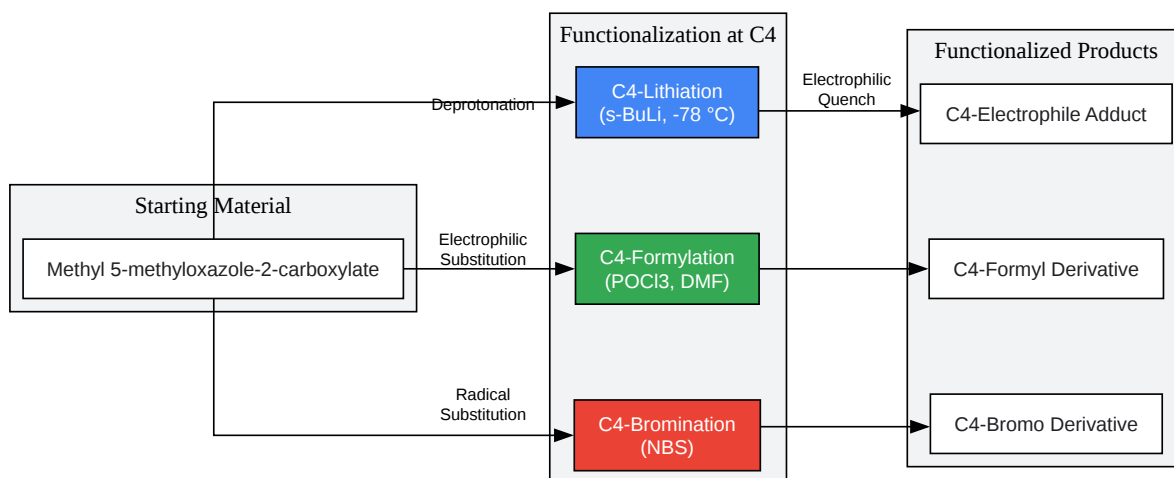 Functionalization at C4
Functionalized Products
C4-Lithiation
(s-BuLi, -78 °C)
Electrophilic
Quench
Deprotonation
C4-Electrophile Adduct
Starting Material
Methyl 5-methyloxazole-2-carboxylate
Electrophilic
Substitution
C4-Formylation
(POCl3, DMF)
C4-Formyl Derivative
Radical
Substitution
C4-Bromination
(NBS)
C4-Bromo Derivative